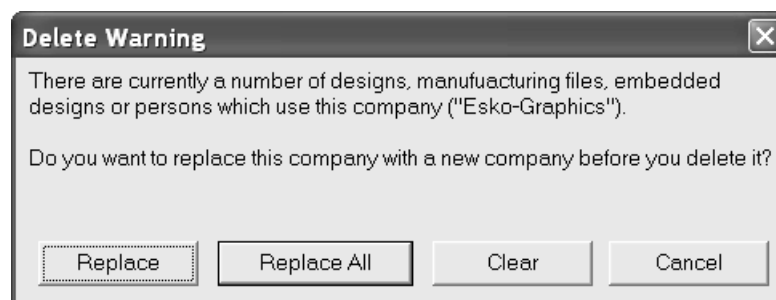 Delete Warning
There are currently a number of designs, manufuacturing files, embedded
designs or persons which use this company ("Esko-Graphics").
Do you want to replace this company with a new company before you delete it?
Replace Replace All Clear Cancel